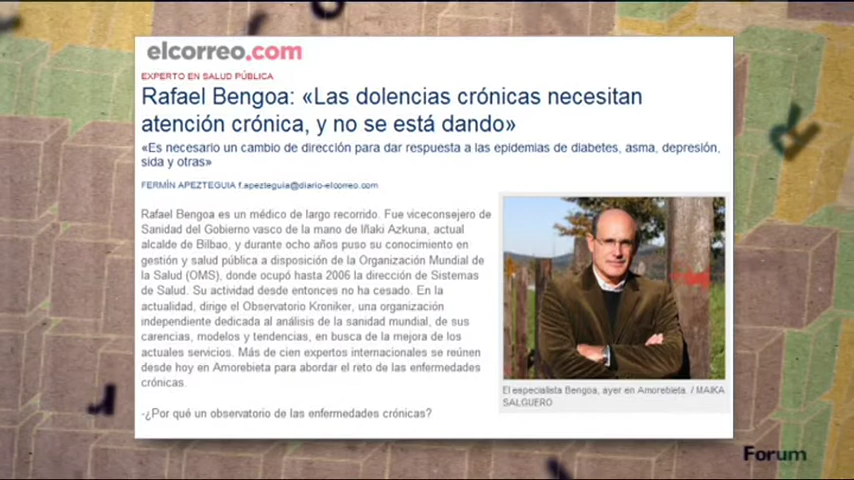 elcorreo.com
EXPERTO EN SALUD PÚBLICA
Rafael Bengoa: «Las dolencias crónicas necesitan
atención crónica, y no se está dando»
«Es necesario un cambio de dirección para dar respuesta a las epidemias de diabetes, asma, depresión,
sida y otras»
FERMÍN APEZTEGUIA f.apezteguia@diario-elcorreo.com
Rafael Bengoa es un médico de largo recorrido. Fue viceconsejero de
Sanidad del Gobierno vasco de la mano de Iñaki Azkuna, actual
alcalde de Bilbao, y durante ocho años puso su conocimiento en
gestión y salud pública a disposición de la Organización Mundial de
la Salud (OMS), donde ocupó hasta 2006 la dirección de Sistemas
de Salud. Su actividad desde entonces no ha cesado. En la
actualidad, dirige el Observatorio Kroniker, una organización
independiente dedicada al análisis de la sanidad mundial, de sus
carencias, modelos y tendencias, en busca de la mejora de los
actuales servicios. Más de cien expertos internacionales se reúnen
desde hoy en Amorebieta para abordar el reto de las enfermedades
crónicas.
-¿Por qué un observatorio de las enfermedades crónicas?
El especialista Bengoa, ayer en Amorebieta. / MAIKA
SALGUERO
Forum